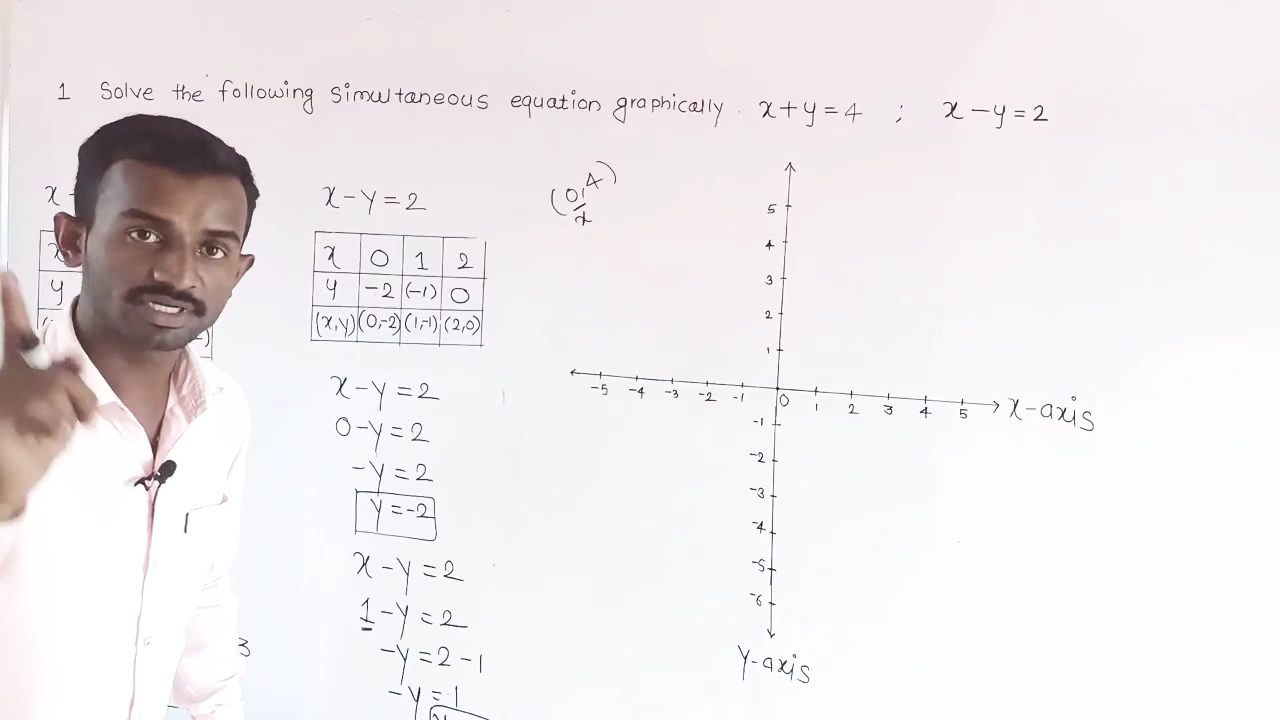 1 Solve the following simultaneous equation graphically. x+y=4 ; x-y=2
x-
x
y
x-y=2
x 0 1 2
y -2 (-1) 0
(x,y) (0,-2) (1,-1) (2,0)
x-y=2
0-y=2
-y=2
y=-2
x-y=2
1-y=2
-y=2-1
-y=1
3
(0,4)
x
5
4
3
2
1
-5 -4 -3 -2 -1 0 1 2 3 4 5 x-axis
-1
-2
-3
-4
-5
-6
y-axis